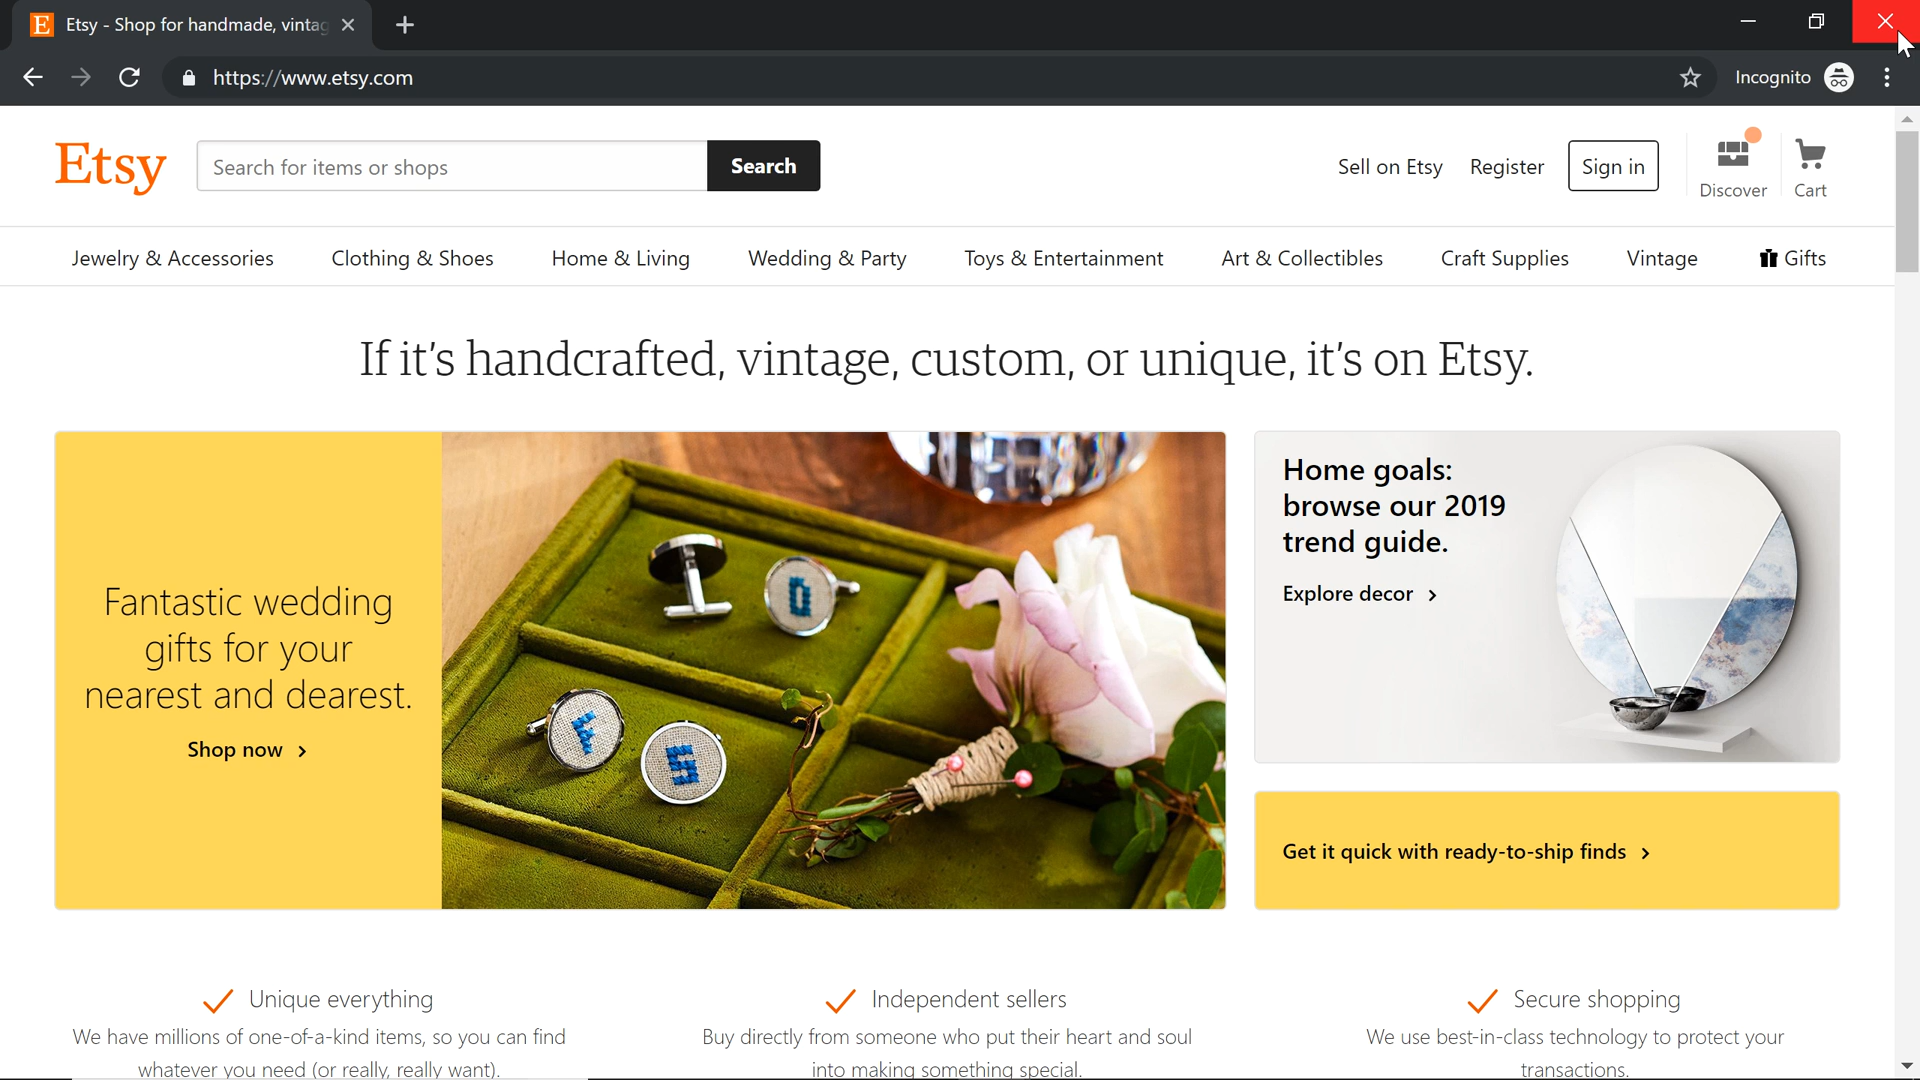 Etsy - Shop for handmade, vintag
https://www.etsy.com
Incognito
Etsy
Search for items or shops
Search
Sell on Etsy
Register
Sign in
Discover
Cart
Jewelry & Accessories
Clothing & Shoes
Home & Living
Wedding & Party
Toys & Entertainment
Art & Collectibles
Craft Supplies
Vintage
Gifts
If it's handcrafted, vintage, custom, or unique, it's on Etsy.
Fantastic wedding
gifts for your
nearest and dearest.
Shop now
Home goals:
browse our 2019
trend guide.
Explore decor
Get it quick with ready-to-ship finds
Unique everything
We have millions of one-of-a-kind items, so you can find
whatever you need (or really, really want).
Independent sellers
Buy directly from someone who put their heart and soul
into making something special.
Secure shopping
We use best-in-class technology to protect your
transactions.